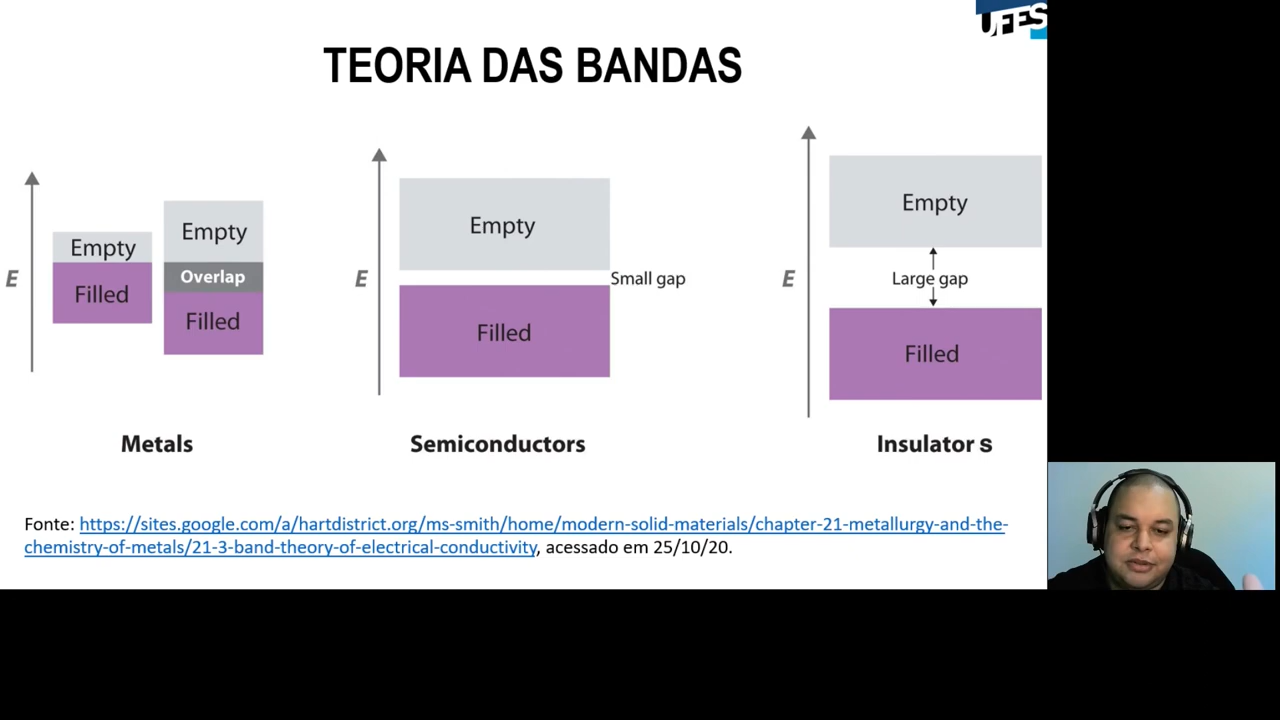 UFES
TEORIA DAS BANDAS
E
Empty
Filled
Empty
Overlap
Filled
Metals
E
Empty
Small gap
Filled
Semiconductors
E
Empty
Large gap
Filled
Insulator s
Fonte: https://sites.google.com/a/hartdistrict.org/ms-smith/home/modern-solid-materials/chapter-21-metallurgy-and-the-
chemistry-of-metals/21-3-band-theory-of-electrical-conductivity, acessado em 25/10/20.